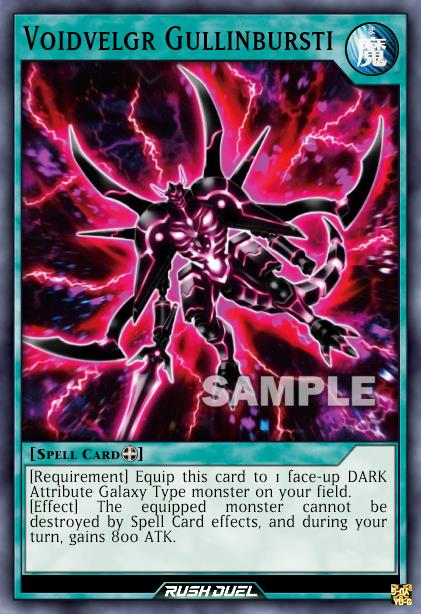 Voidvelgr Gullinbursti
ま
魔
SAMPLE
[Spell Card]
[Requirement] Equip this card to 1 face-up DARK
Attribute Galaxy Type monster on your field.
[Effect] The equipped monster cannot be
destroyed by Spell Card effects, and during your
turn, gains 800 ATK.
RUSH DUEL